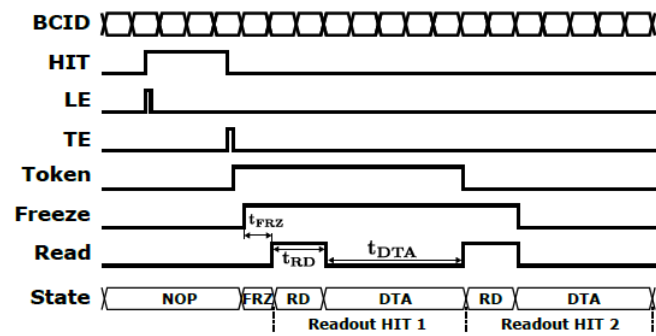 BCID
HIT
LE
TE
Token
Freeze
tFRZ
Read
tRD
tDTA
State
NOP FRZ RD DTA RD DTA
Readout HIT 1 Readout HIT 2